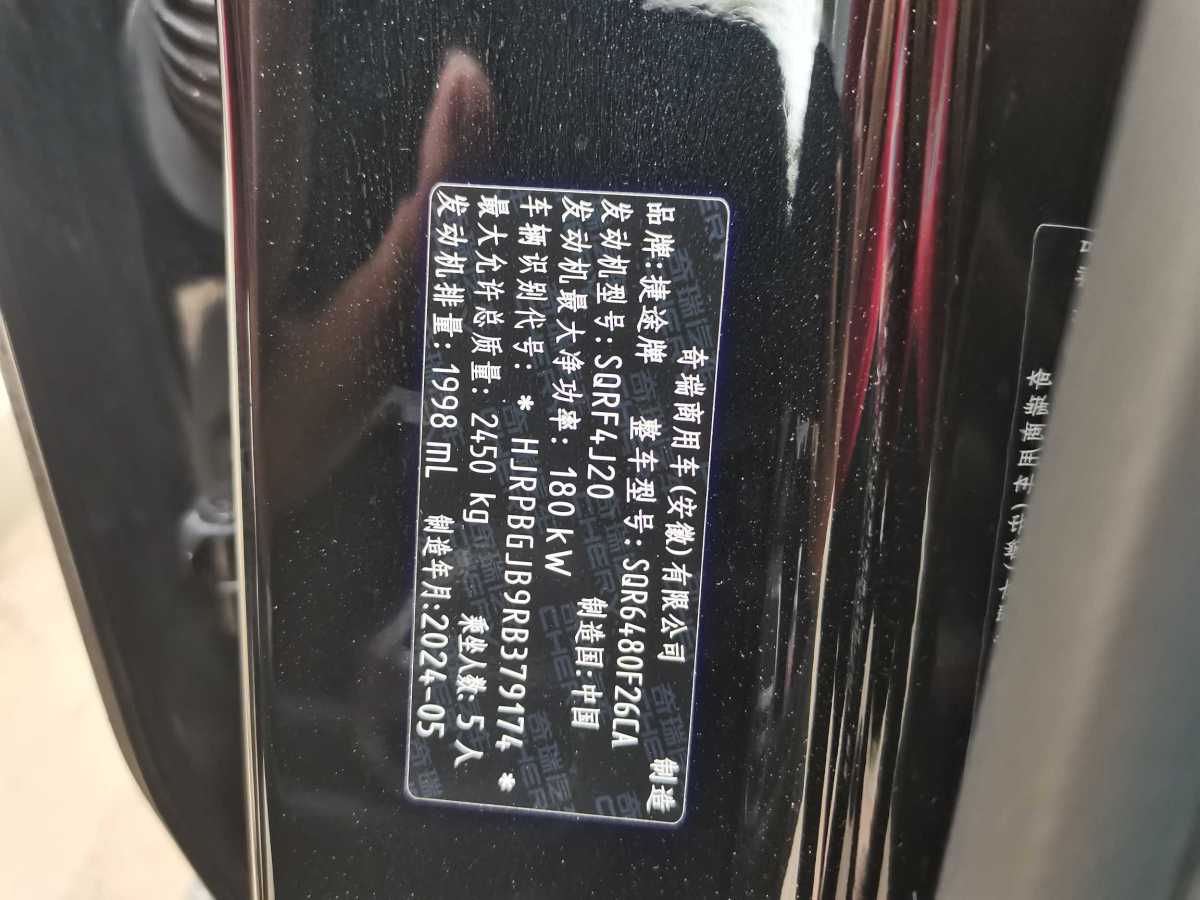 奇瑞商用车(安徽)有限公司 制造
品牌:捷途牌 整车型号:SQR6480F26CA
发动机型号:SQRF4J20 制造国:中国
发动机最大净功率:180kW
车辆识别代号:*HJRPBGJB9RB379174*
最大允许总质量:2450 kg 乘坐人数:5人
发动机排量:1998 mL 制造年月:2024-05